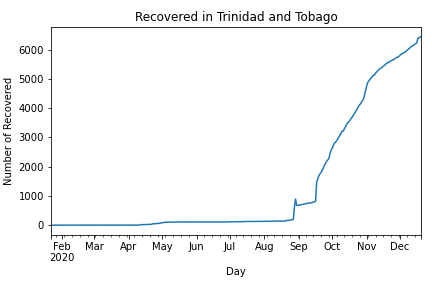 Recovered in Trinidad and Tobago
Number of Recovered
6000
5000
4000
3000
2000
1000
0
Feb Mar Apr May Jun Jul Aug Sep Oct Nov Dec
2020
Day